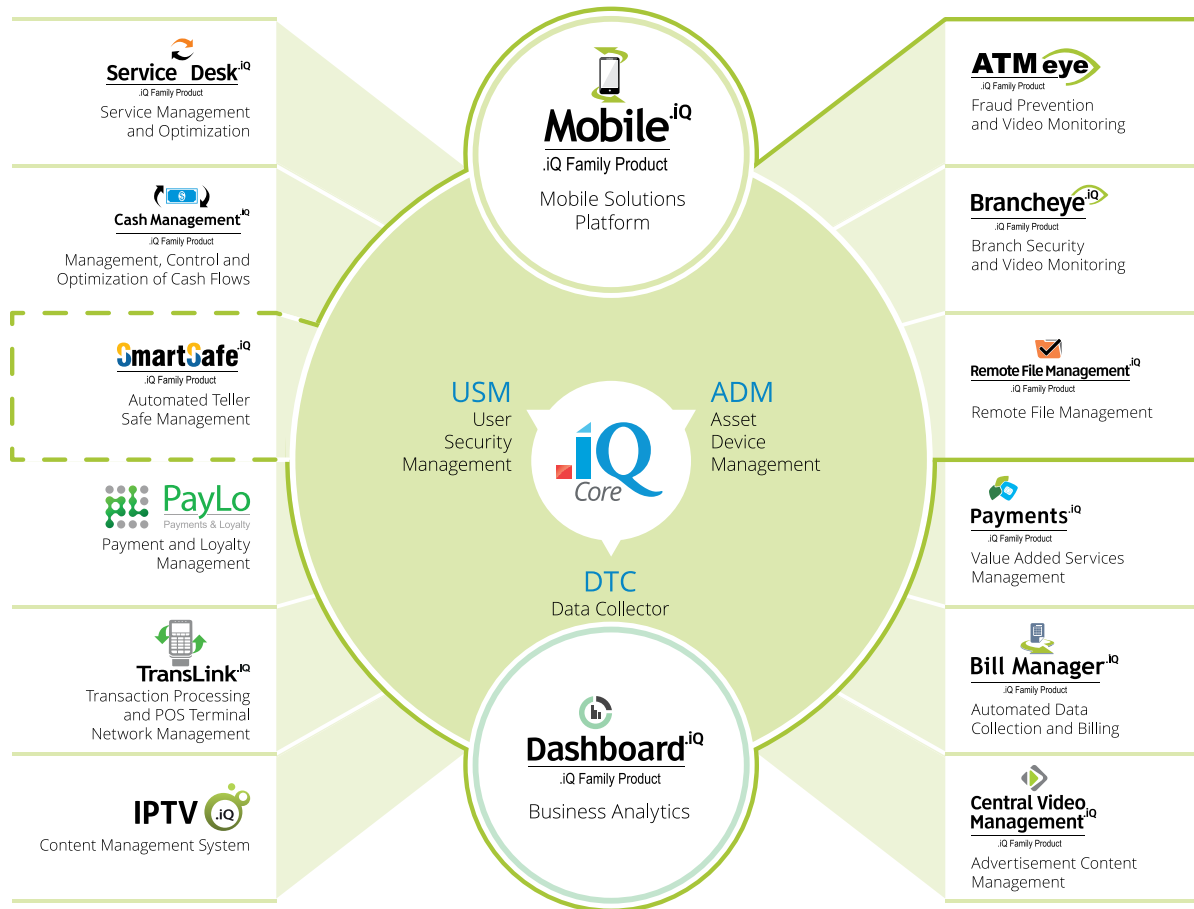 Service Desk.iQ
.iQ Family Product
Service Management
and Optimization
$
Cash Management.iQ
.iQ Family Product
Management, Control and
Optimization of Cash Flows
SmartSafe.iQ
.iQ Family Product
Automated Teller
Safe Management
PayLo
Payments & Loyalty
Payment and Loyalty
Management
TransLink.iQ
Transaction Processing
and POS Terminal
Network Management
IPTV .iQ
Content Management System
Mobile.iQ
.iQ Family Product
Mobile Solutions
Platform
USM
User
Security
Management
.iQ
Core
ADM
Asset
Device
Management
DTC
Data Collector
Dashboard.iQ
.iQ Family Product
Business Analytics
ATMeye
.iQ Family Product
Fraud Prevention
and Video Monitoring
Brancheye.iQ
.iQ Family Product
Branch Security
and Video Monitoring
Remote File Management.iQ
.iQ Family Product
Remote File Management
Payments.iQ
.iQ Family Product
Value Added Services
Management
Bill Manager.iQ
.iQ Family Product
Automated Data
Collection and Billing
Central Video
Management.iQ
.iQ Family Product
Advertisement Content
Management